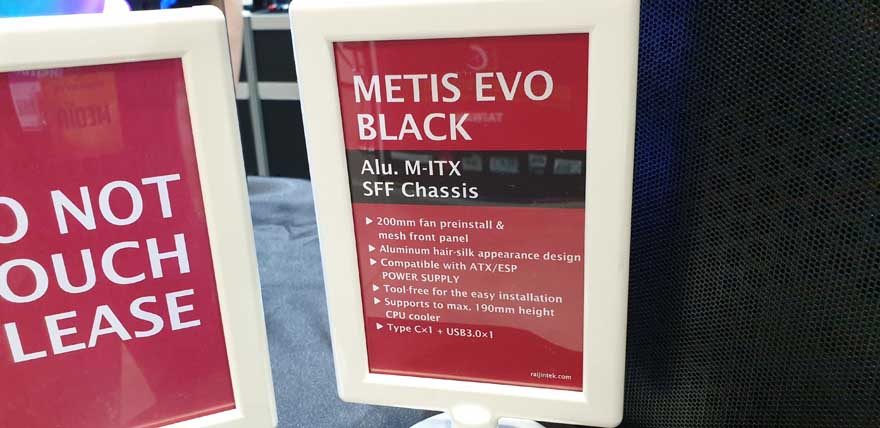 O NOT
OUCH
LEASE
METIS EVO
BLACK
Alu. M-ITX
SFF Chassis
▶ 200mm fan preinstall &
mesh front panel
▶ Aluminum hair-silk appearance design
▶ Compatible with ATX/ESP
POWER SUPPLY
▶ Tool-free for the easy installation
▶ Supports to max. 190mm height
CPU cooler
▶ Type C×1 + USB3.0×1
raijintek.com
MEDIA